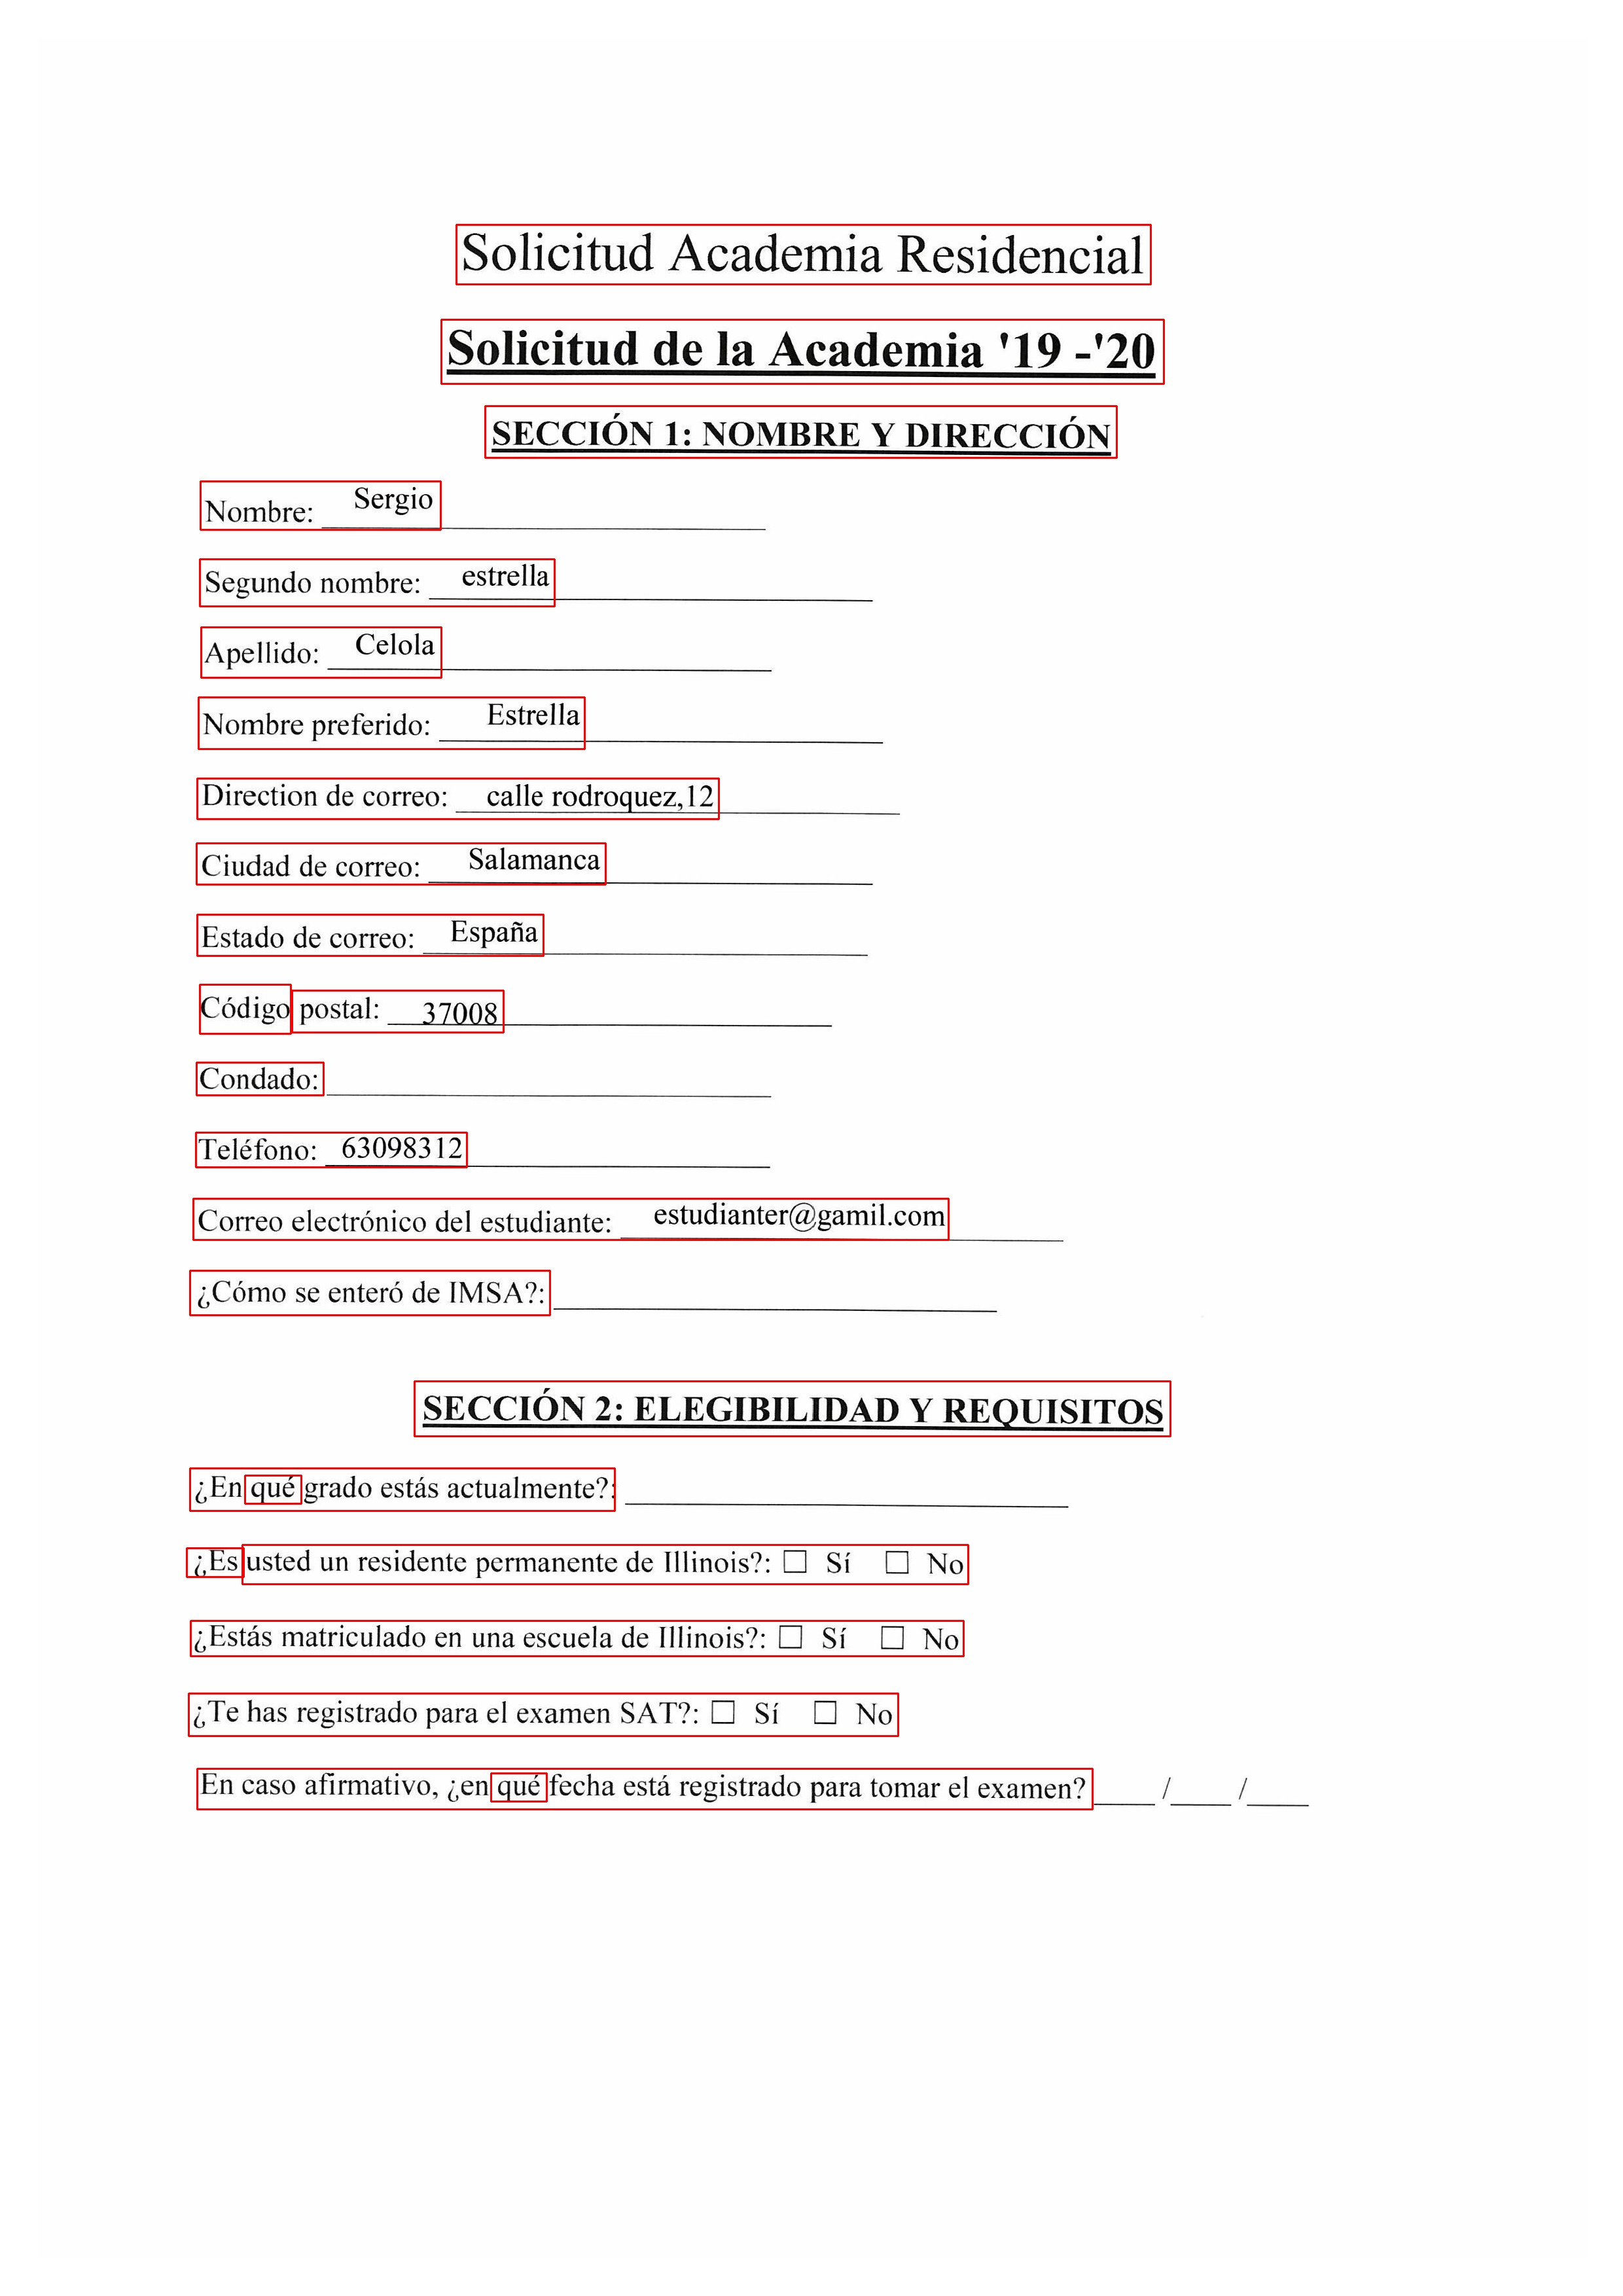 Solicitud Academia Residencial
Solicitud de la Academia '19 -'20
SECCIÓN 1: NOMBRE Y DIRECCIÓN
Nombre: Sergio
Segundo nombre: estrella
Apellido: Celola
Nombre preferido: Estrella
Direction de correo: calle rodroquez,12
Ciudad de correo: Salamanca
Estado de correo: España
Código postal: 37008
Condado:
Teléfono: 63098312
Correo electrónico del estudiante: estudianter@gamil.com
¿Cómo se enteró de IMSA?:
SECCIÓN 2: ELEGIBILIDAD Y REQUISITOS
¿En qué grado estás actualmente?:
¿Es usted un residente permanente de Illinois?: ☐ Sí ☐ No
¿Estás matriculado en una escuela de Illinois?: ☐ Sí ☐ No
¿Te has registrado para el examen SAT?: ☐ Sí ☐ No
En caso afirmativo, ¿en qué fecha está registrado para tomar el examen? ____ /____ /____